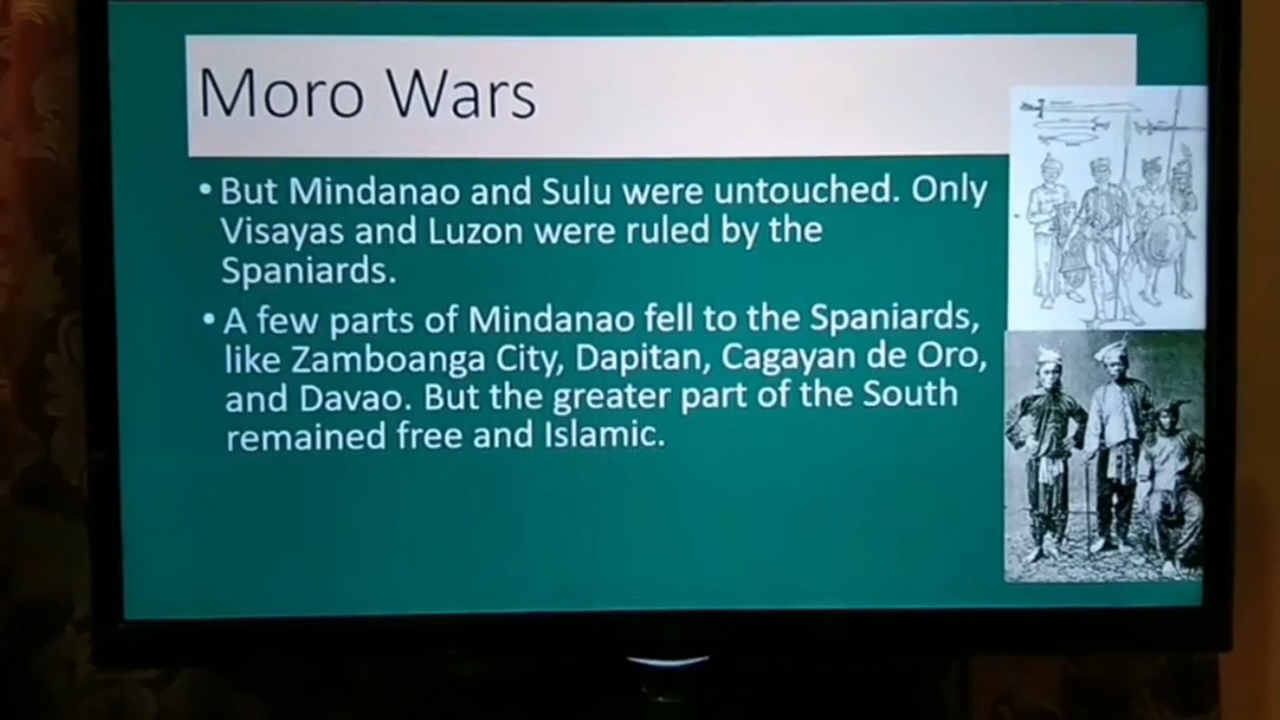 Moro Wars
• But Mindanao and Sulu were untouched. Only
Visayas and Luzon were ruled by the
Spaniards.
• A few parts of Mindanao fell to the Spaniards,
like Zamboanga City, Dapitan, Cagayan de Oro,
and Davao. But the greater part of the South
remained free and Islamic.